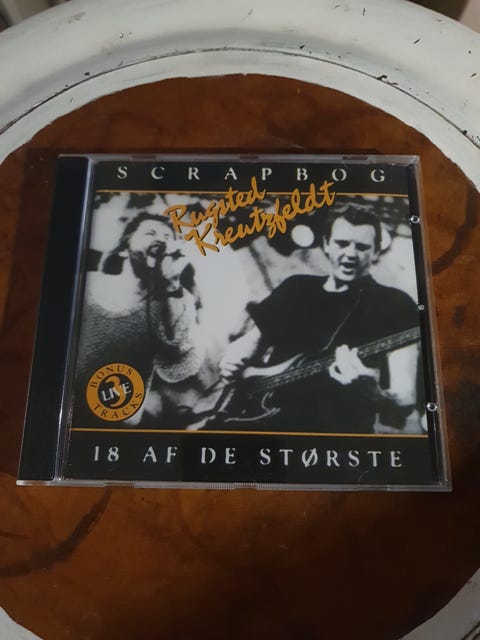 SCRAPBOG
Rugsted
Kreutzfeldt
BONUS
3
LIVE
TRACKS
18 AF DE STØRSTE